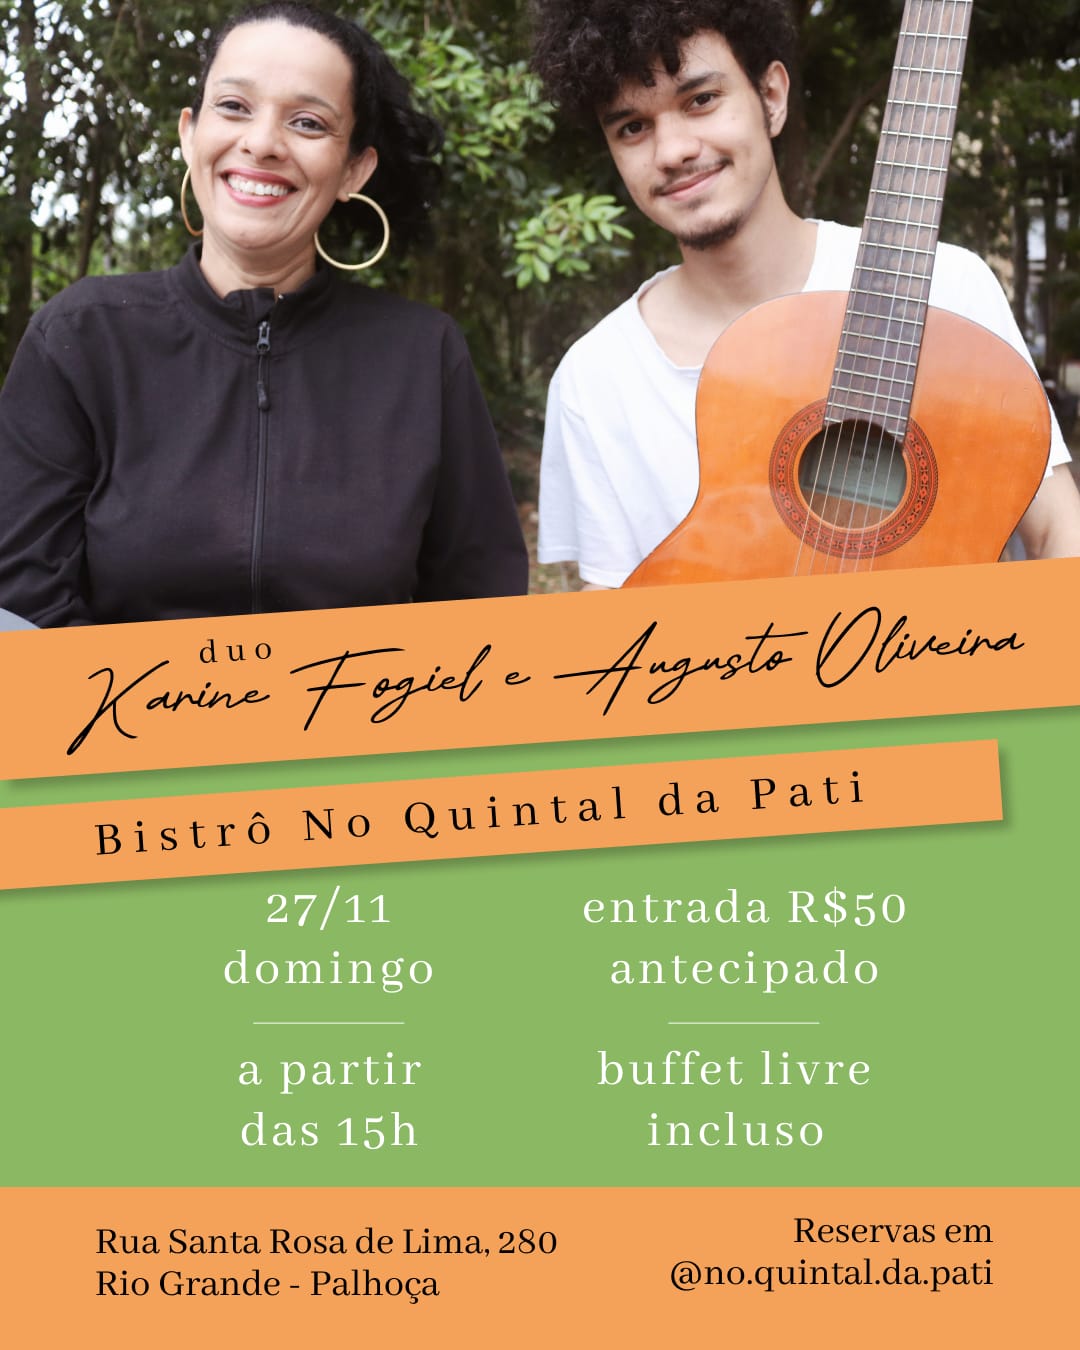 duo
Karine Fogiel e Augusto Oliveira
Bistrô No Quintal da Pati
27/11
domingo
a partir
das 15h
entrada R$50
antecipado
buffet livre
incluso
Rua Santa Rosa de Lima, 280
Rio Grande - Palhoça
Reservas em
@no.quintal.da.pati